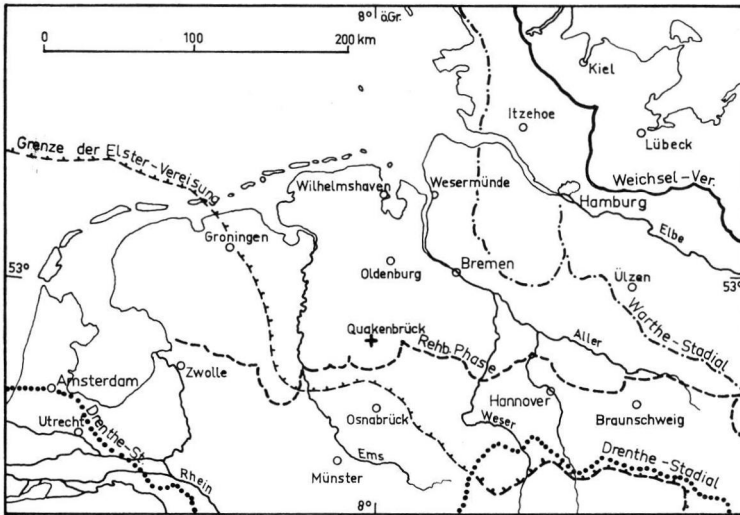 8° ö.Gr.
0 100 200 km
Kiel
Itzehoe
Lübeck
Grenze der Elster-Vereisung
Weichsel-Ver.
Wilhelmshaven
Wesermünde
Hamburg
Groningen
Elbe
53°
Oldenburg
Bremen
Ülzen
53°
Warthe-Stadial
Quakenbrück
Aller
Rehb. Phase
Zwolle
Amsterdam
Hannover
Braunschweig
Utrecht
Drenthe-St.
Osnabrück
Weser
Drenthe-Stadial
Rhein
Münster
Ems
8°